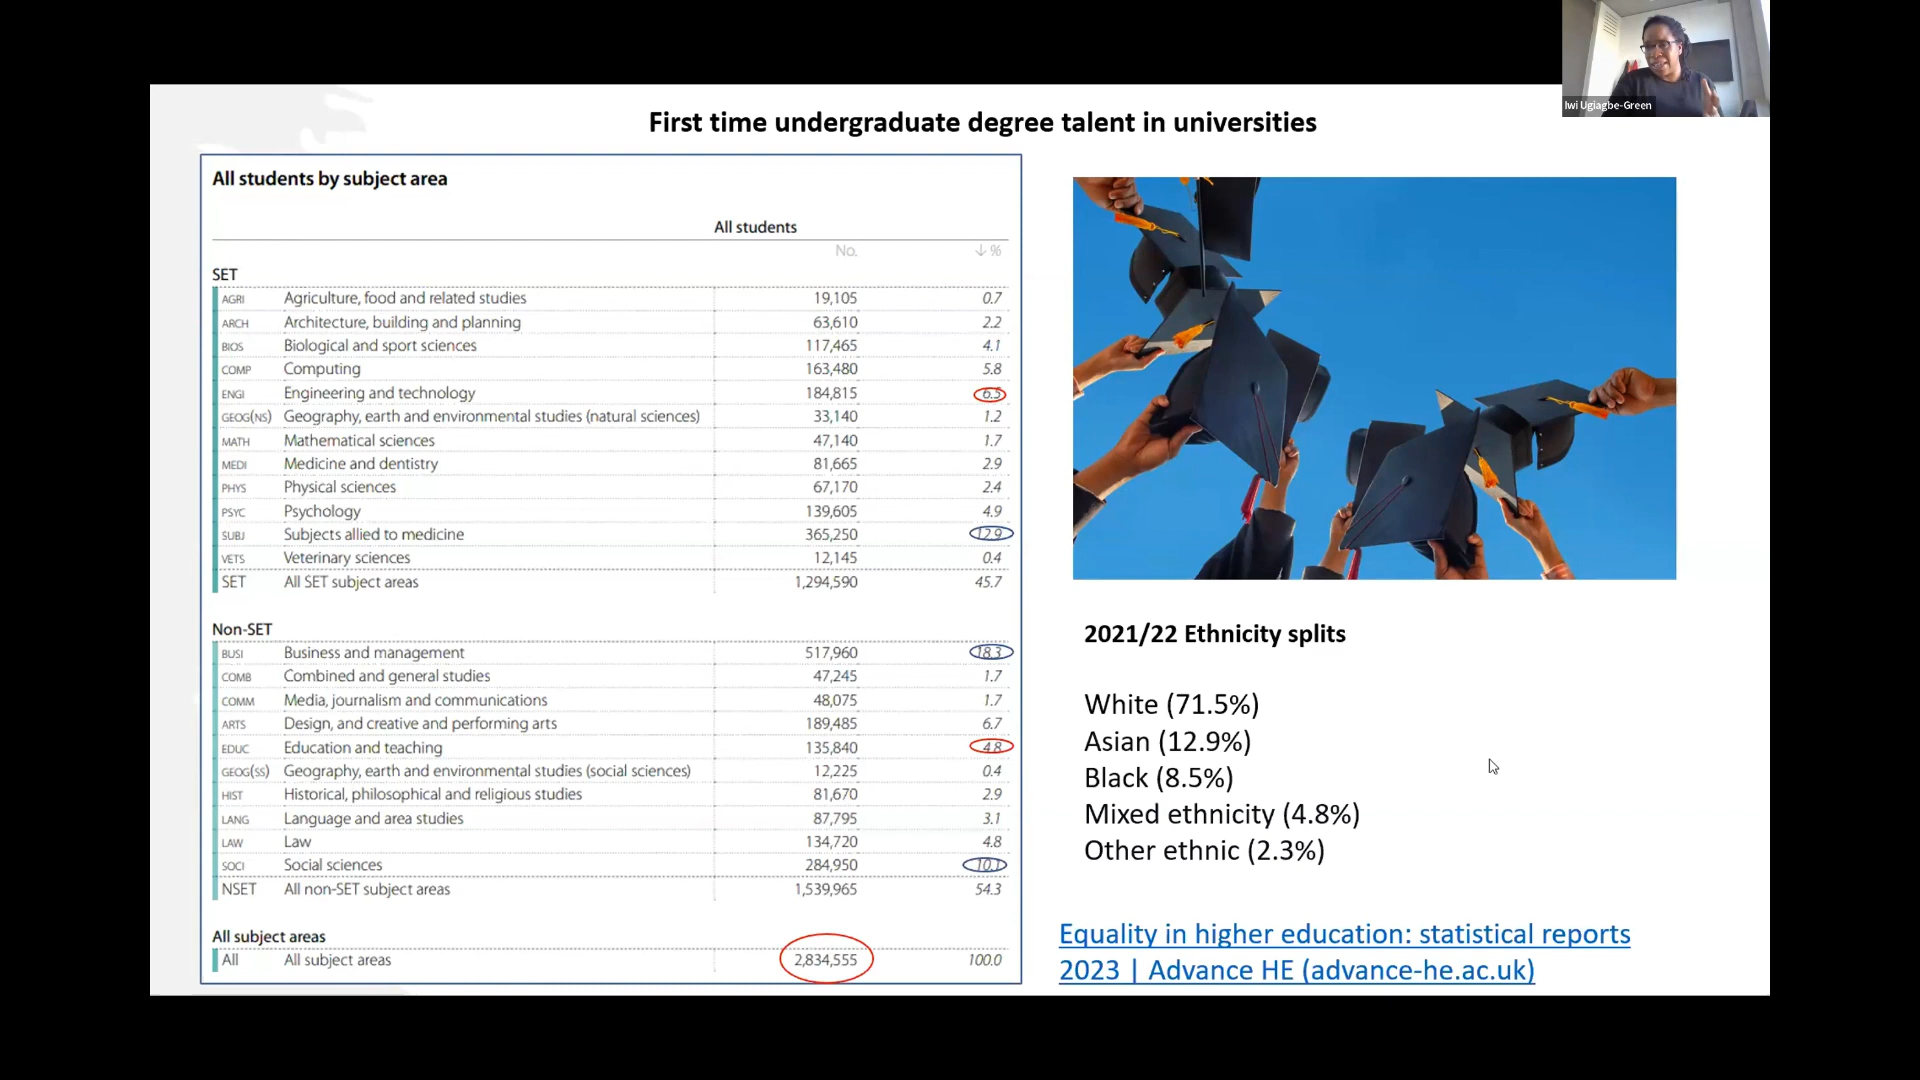 Iwi Ugiagbe-Green
First time undergraduate degree talent in universities
All students by subject area
All students
No. ↓ %
SET
AGRI Agriculture, food and related studies 19,105 0.7
ARCH Architecture, building and planning 63,610 2.2
BIOS Biological and sport sciences 117,465 4.1
COMP Computing 163,480 5.8
ENGI Engineering and technology 184,815 6.5
GEOG(NS) Geography, earth and environmental studies (natural sciences) 33,140 1.2
MATH Mathematical sciences 47,140 1.7
MEDI Medicine and dentistry 81,665 2.9
PHYS Physical sciences 67,170 2.4
PSYC Psychology 139,605 4.9
SUBJ Subjects allied to medicine 365,250 12.9
VETS Veterinary sciences 12,145 0.4
SET All SET subject areas 1,294,590 45.7
Non-SET
BUSI Business and management 517,960 18.3
COMB Combined and general studies 47,245 1.7
COMM Media, journalism and communications 48,075 1.7
ARTS Design, and creative and performing arts 189,485 6.7
EDUC Education and teaching 135,840 4.8
GEOG(SS) Geography, earth and environmental studies (social sciences) 12,225 0.4
HIST Historical, philosophical and religious studies 81,670 2.9
LANG Language and area studies 87,795 3.1
LAW Law 134,720 4.8
SOCI Social sciences 284,950 10.1
NSET All non-SET subject areas 1,539,965 54.3
All subject areas
All All subject areas 2,834,555 100.0
2021/22 Ethnicity splits
White (71.5%)
Asian (12.9%)
Black (8.5%)
Mixed ethnicity (4.8%)
Other ethnic (2.3%)
Equality in higher education: statistical reports
2023 | Advance HE (advance-he.ac.uk)